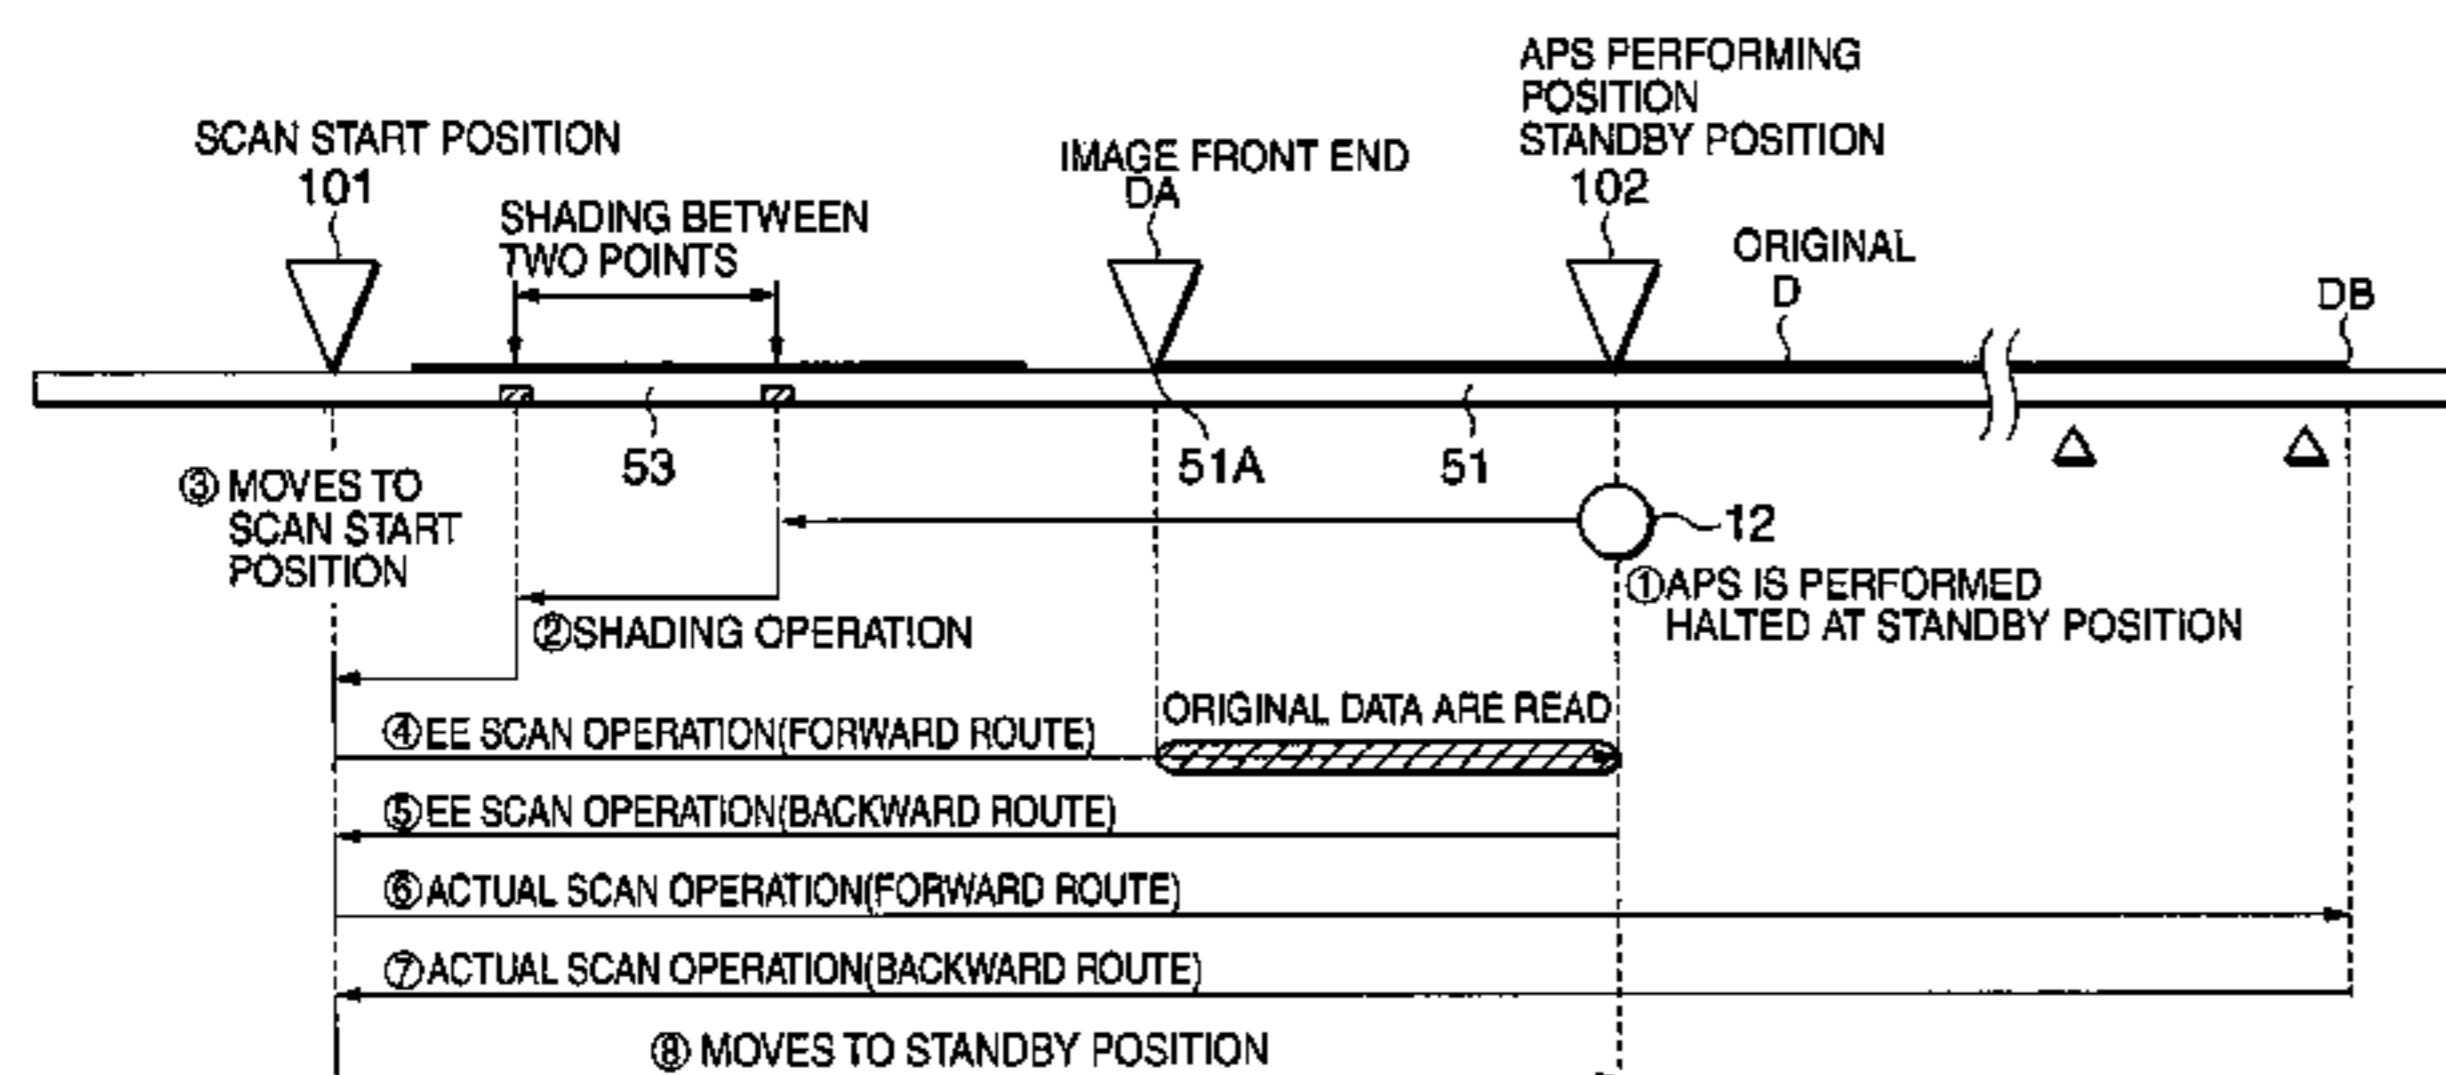 APS PERFORMING
POSITION
STANDBY POSITION
102
SCAN START POSITION
101
IMAGE FRONT END
DA
SHADING BETWEEN
TWO POINTS
ORIGINAL
D
DB
53
51A
51
③ MOVES TO
SCAN START
POSITION
12
①APS IS PERFORMED
HALTED AT STANDBY POSITION
②SHADING OPERATION
ORIGINAL DATA ARE READ
④EE SCAN OPERATION(FORWARD ROUTE)
⑤EE SCAN OPERATION(BACKWARD ROUTE)
⑥ACTUAL SCAN OPERATION(FORWARD ROUTE)
⑦ACTUAL SCAN OPERATION(BACKWARD ROUTE)
⑧ MOVES TO STANDBY POSITION